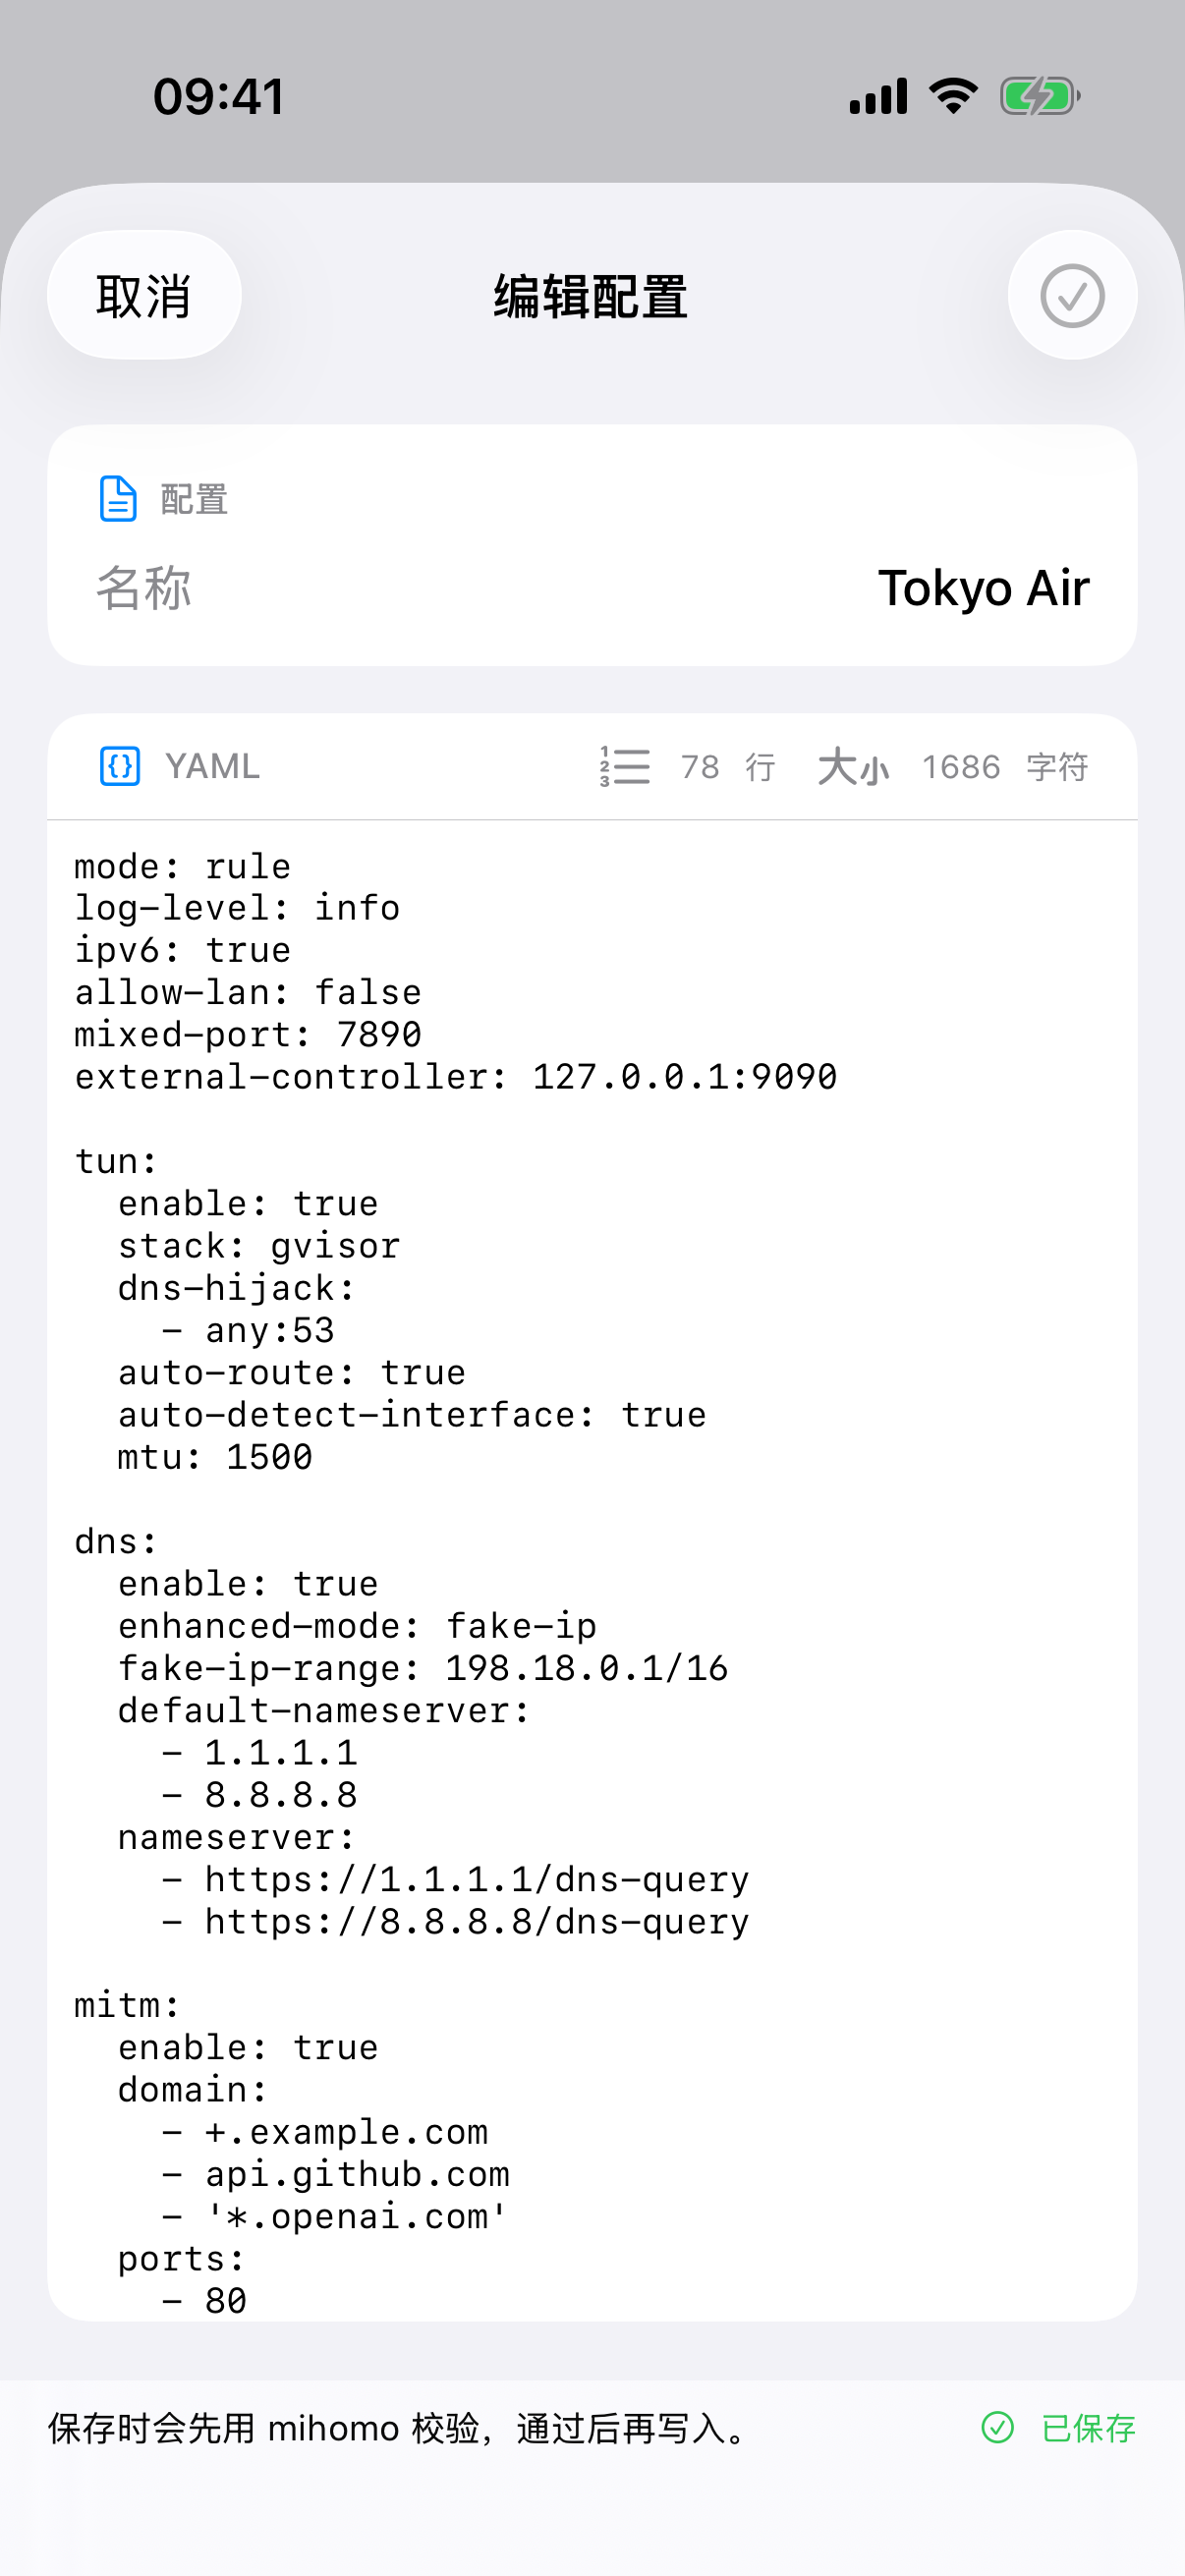 09:41
取消
编辑配置
配置
名称
Tokyo Air
YAML
78 行
大小 1686 字符
mode: rule
log-level: info
ipv6: true
allow-lan: false
mixed-port: 7890
external-controller: 127.0.0.1:9090
tun:
  enable: true
  stack: gvisor
  dns-hijack:
    - any:53
  auto-route: true
  auto-detect-interface: true
  mtu: 1500
dns:
  enable: true
  enhanced-mode: fake-ip
  fake-ip-range: 198.18.0.1/16
  default-nameserver:
    - 1.1.1.1
    - 8.8.8.8
  nameserver:
    - https://1.1.1.1/dns-query
    - https://8.8.8.8/dns-query
mitm:
  enable: true
  domain:
    - +.example.com
    - api.github.com
    - '*.openai.com'
  ports:
    - 80
保存时会先用 mihomo 校验，通过后再写入。
已保存